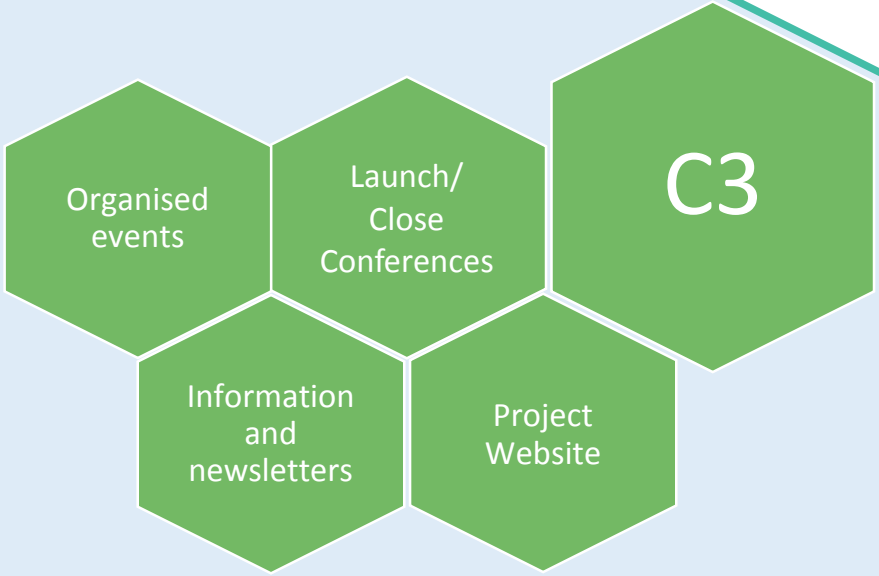 Organised
events
Launch/
Close
Conferences
C3
Information
and
newsletters
Project
Website